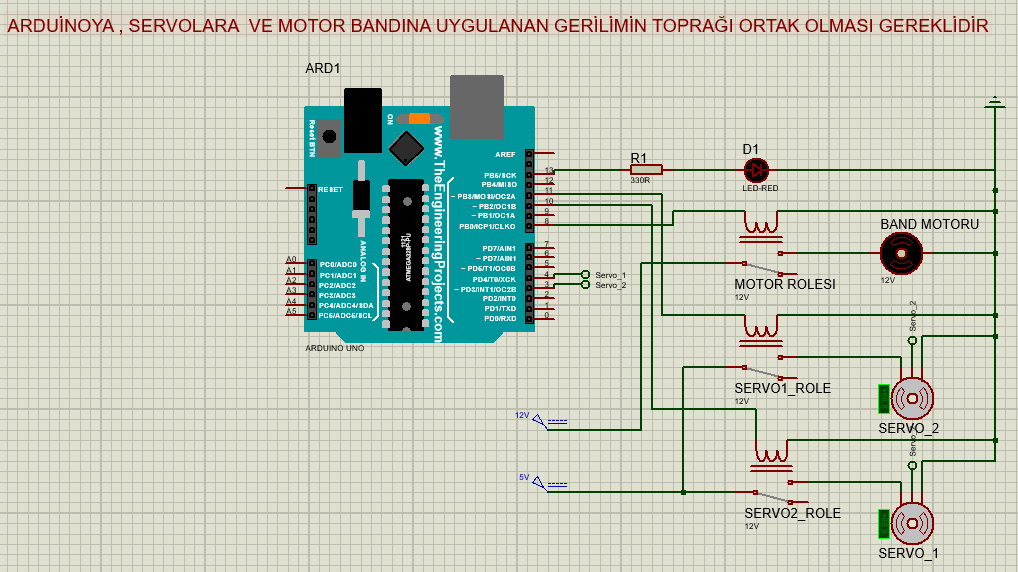 ARDUİNOYA , SERVOLARA VE MOTOR BANDINA UYGULANAN GERİLİMİN TOPRAĞI ORTAK OLMASI GEREKLİDİR
ARD1
Reset BTN
ON
www.TheEngineeringProjects.com
AREF
RESET
PB5/SCK
13
PB4/MISO
12
~ PB3/MOSI/OC2A
11
~ PB2/OC1B
10
~ PB1/OC1A
9
PB0/ICP1/CLKO
8
ANALOG IN
ATMEGA328P-PU
1121
PD7/AIN1
7
~ PD7/AIN1
6
~ PD6/T1/OC0B
5
PD4/T0/XCK
4
~ PD3/INT1/OC2B
3
PD2/INT0
2
PD1/TXD
1
PD0/RXD
0
A0
PC0/ADC0
A1
PC1/ADC1
A2
PC2/ADC2
A3
PC3/ADC3
A4
PC4/ADC4/SDA
A5
PC5/ADC5/SCL
ARDUINO UNO
Servo_1
Servo_2
R1
330R
D1
LED-RED
BAND MOTORU
12V
MOTOR ROLESI
12V
Servo_2
SERVO1_ROLE
12V
SERVO_2
12V
5V
SERVO2_ROLE
12V
SERVO_1